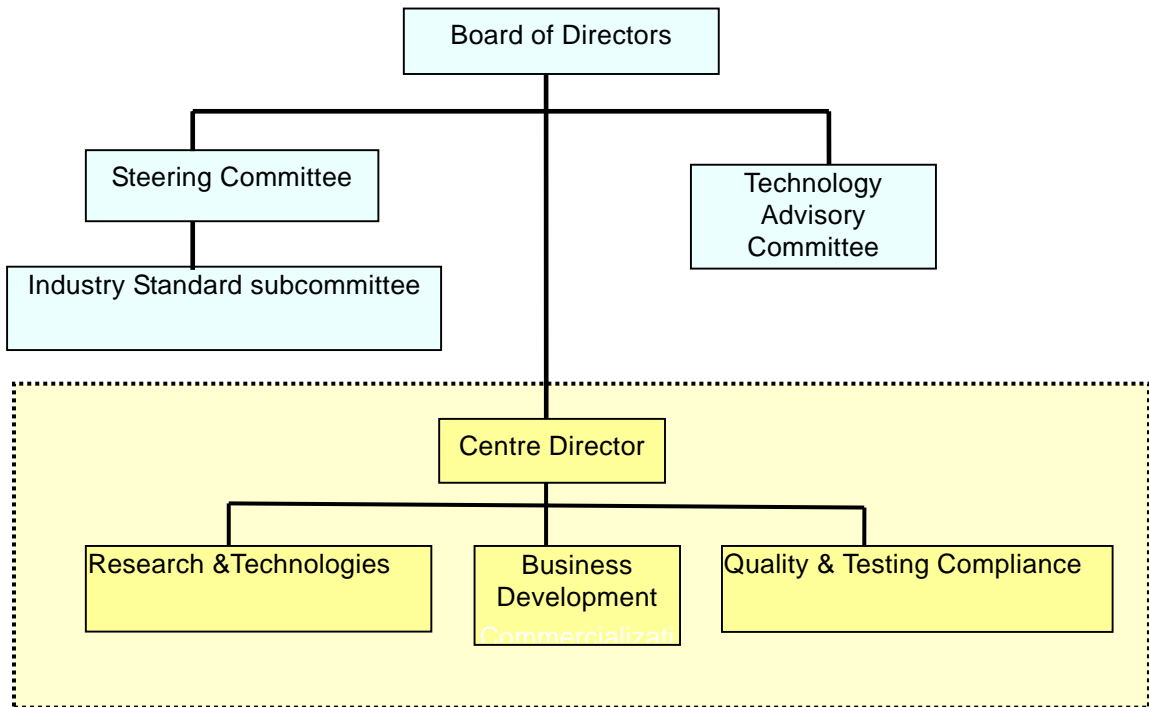 Board of Directors
Steering Committee
Technology
Advisory
Committee
Industry Standard subcommittee
Centre Director
Research &Technologies
Business
Development
Commercializati
Quality & Testing Compliance